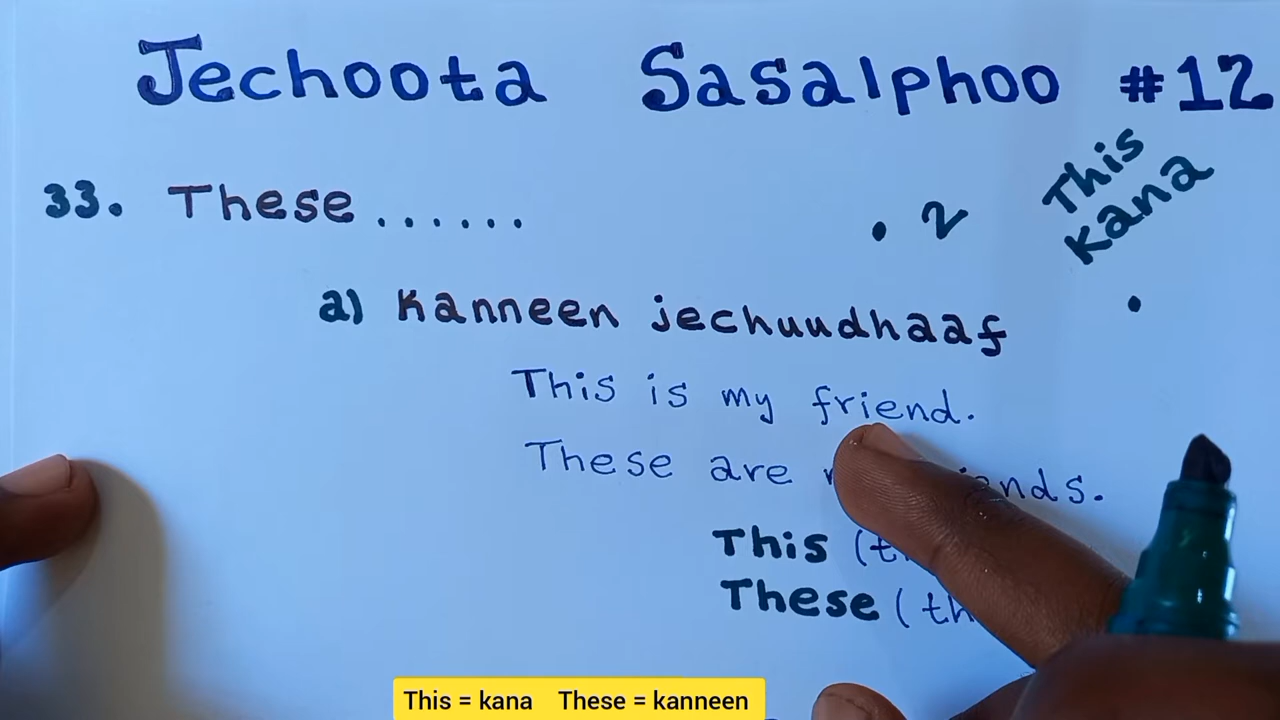 Jechoota Sasalphoo #12
33. These ......
. 2
This
Kana
a) Kanneen jechuudhaaf
This is my friend.
These are
This (t
These (th
This = kana These = kanneen